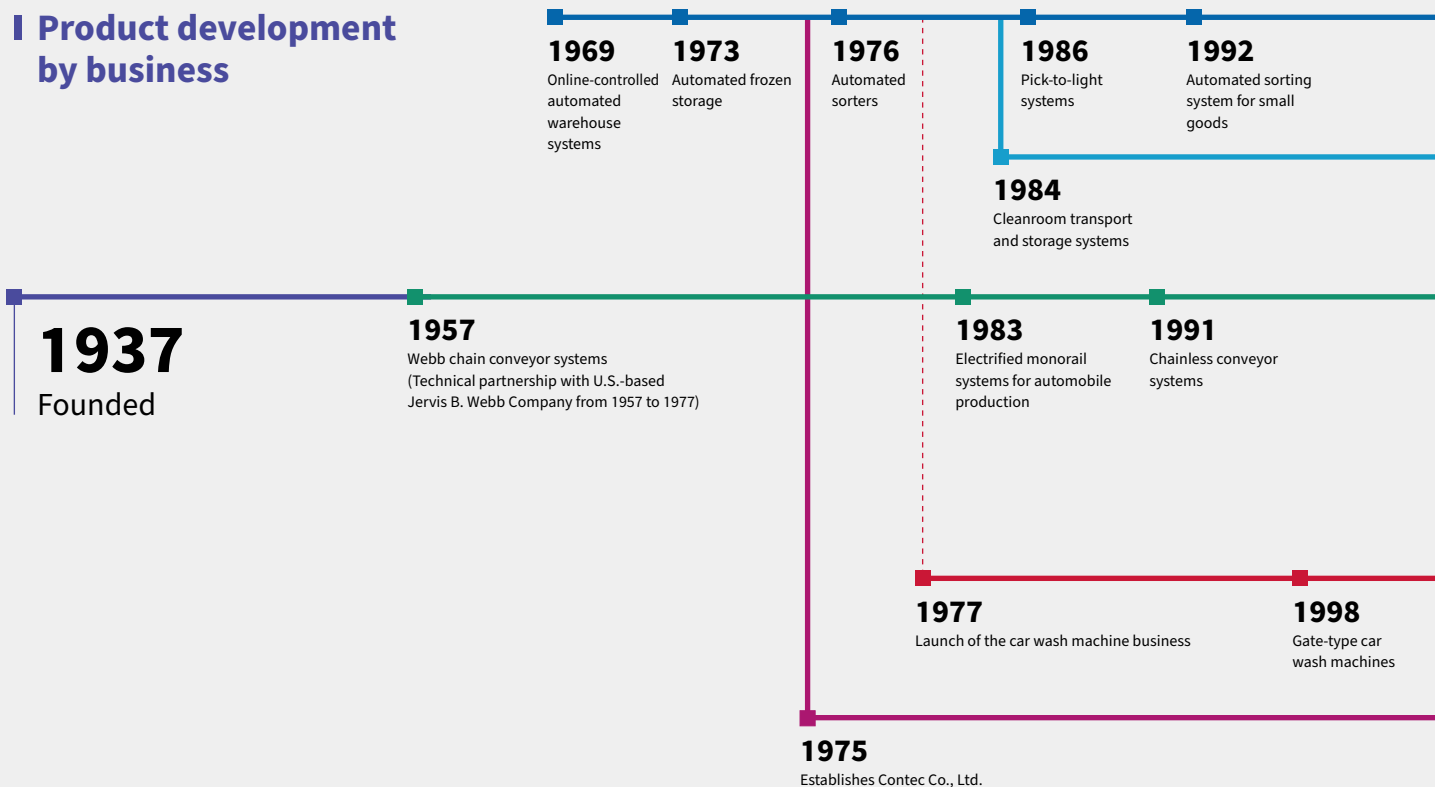 Product development
by business
1969
Online-controlled
automated
warehouse
systems
1973
Automated frozen
storage
1976
Automated
sorters
1986
Pick-to-light
systems
1992
Automated sorting
system for small
goods
1984
Cleanroom transport
and storage systems
1937
Founded
1957
Webb chain conveyor systems
(Technical partnership with U.S.-based
Jervis B. Webb Company from 1957 to 1977)
1983
Electrified monorail
systems for automobile
production
1991
Chainless conveyor
systems
1977
Launch of the car wash machine business
1998
Gate-type car
wash machines
1975
Establishes Contec Co., Ltd.